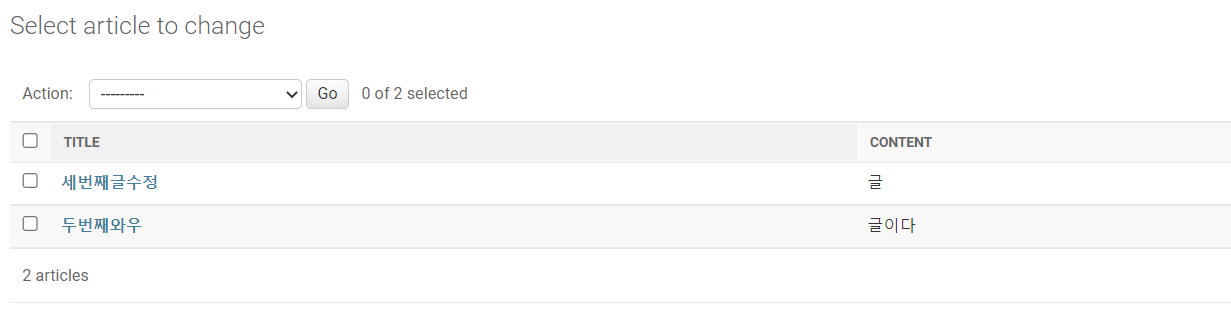 Select article to change
Action: --------- Go 0 of 2 selected
TITLE CONTENT
세번째글수정 글
두번째와우 글이다
2 articles